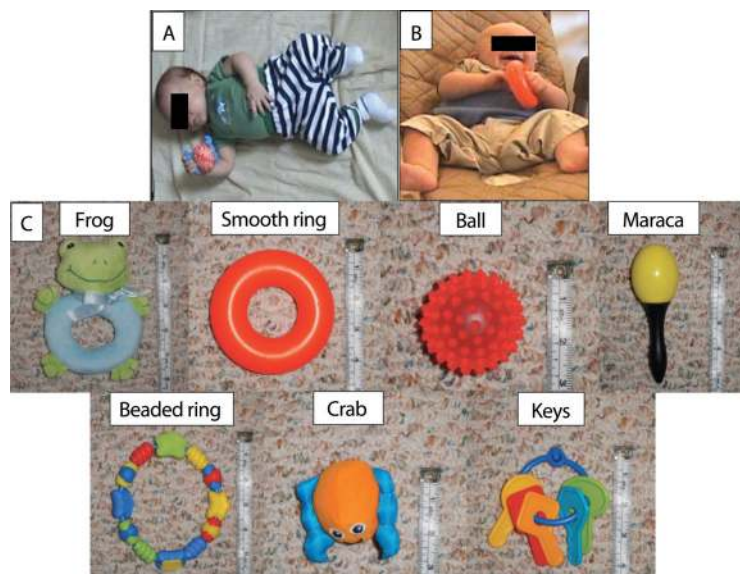 A
B
C
Frog
Smooth ring
Ball
Maraca
Beaded ring
Crab
Keys